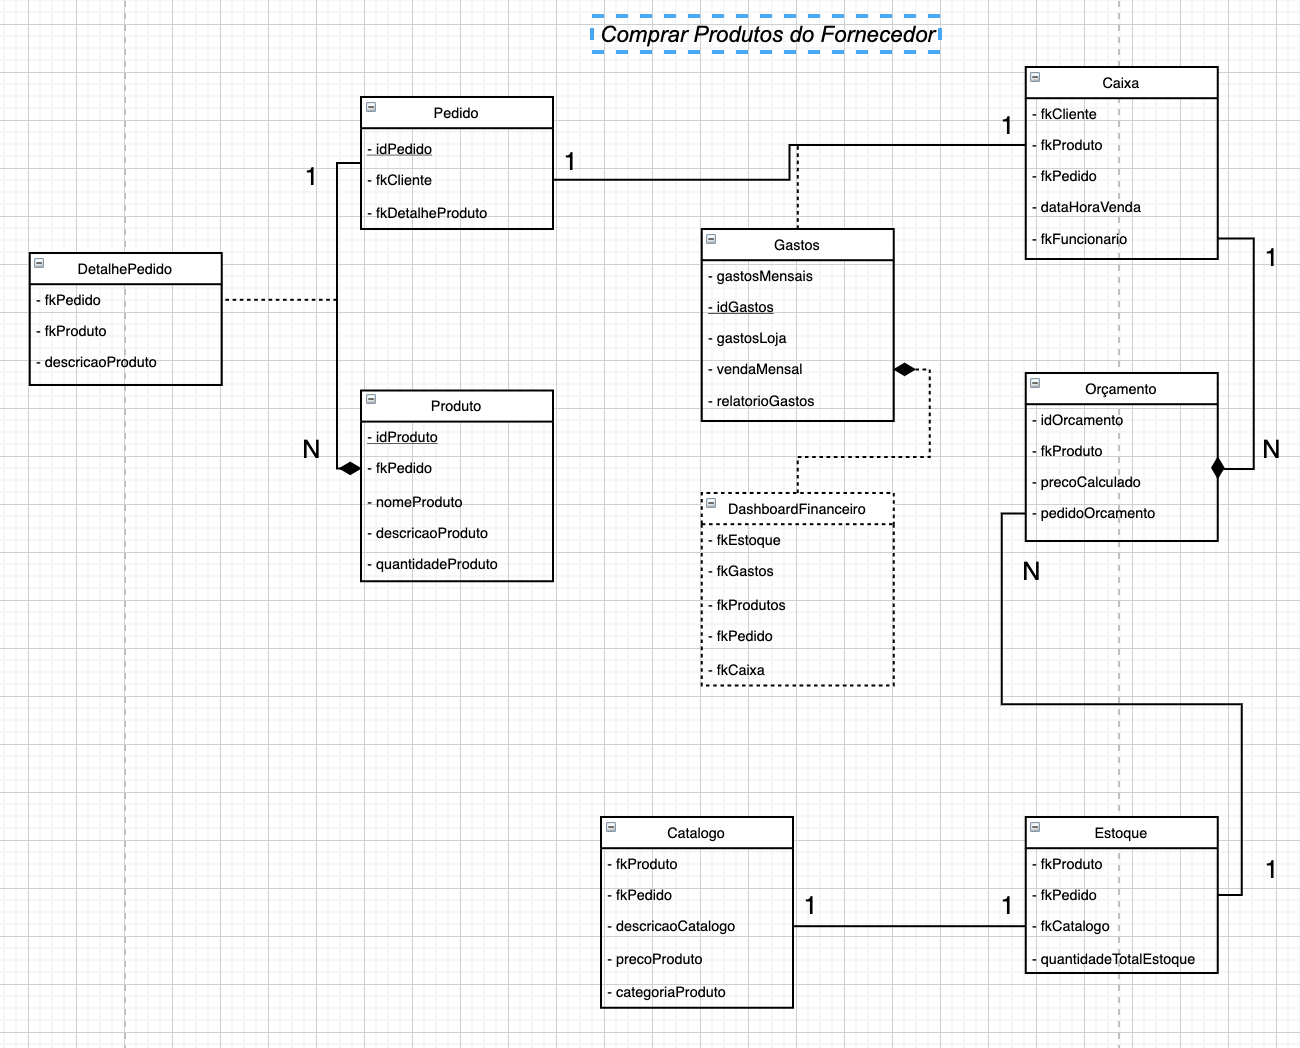 Comprar Produtos do Fornecedor
Pedido
- idPedido
- fkCliente
- fkDetalheProduto
1
1
1
Caixa
- fkCliente
- fkProduto
- fkPedido
- dataHoraVenda
- fkFuncionario
1
DetalhePedido
- fkPedido
- fkProduto
- descricaoProduto
Gastos
- gastosMensais
- idGastos
- gastosLoja
- vendaMensal
- relatorioGastos
Produto
- idProduto
- fkPedido
- nomeProduto
- descricaoProduto
- quantidadeProduto
N
Orçamento
- idOrcamento
- fkProduto
- precoCalculado
- pedidoOrcamento
N
N
DashboardFinanceiro
- fkEstoque
- fkGastos
- fkProdutos
- fkPedido
- fkCaixa
Catalogo
- fkProduto
- fkPedido
- descricaoCatalogo
- precoProduto
- categoriaProduto
1
1
Estoque
- fkProduto
- fkPedido
- fkCatalogo
- quantidadeTotalEstoque
1